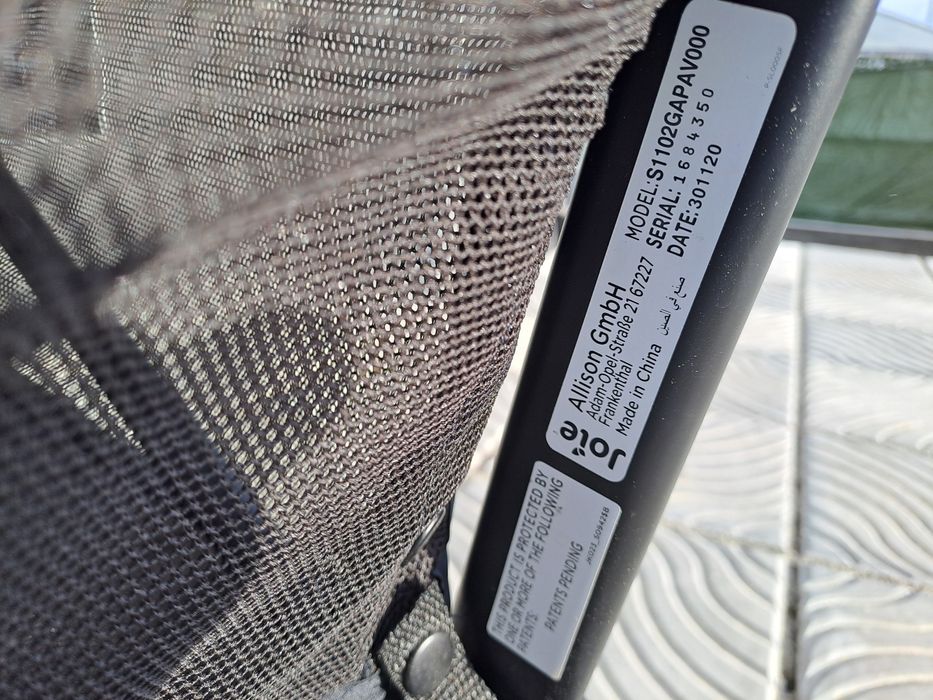 Joie
Allison GmbH
Adam-Opel-Straße 21 67227
Frankenthal
Made in China صنع في الصين
MODEL:S1102GAPAV000
SERIAL: 1684350
DATE:301120
THIS PRODUCT IS PROTECTED BY
ONE OR MORE OF THE FOLLOWING
PATENTS:
PATENTS PENDING